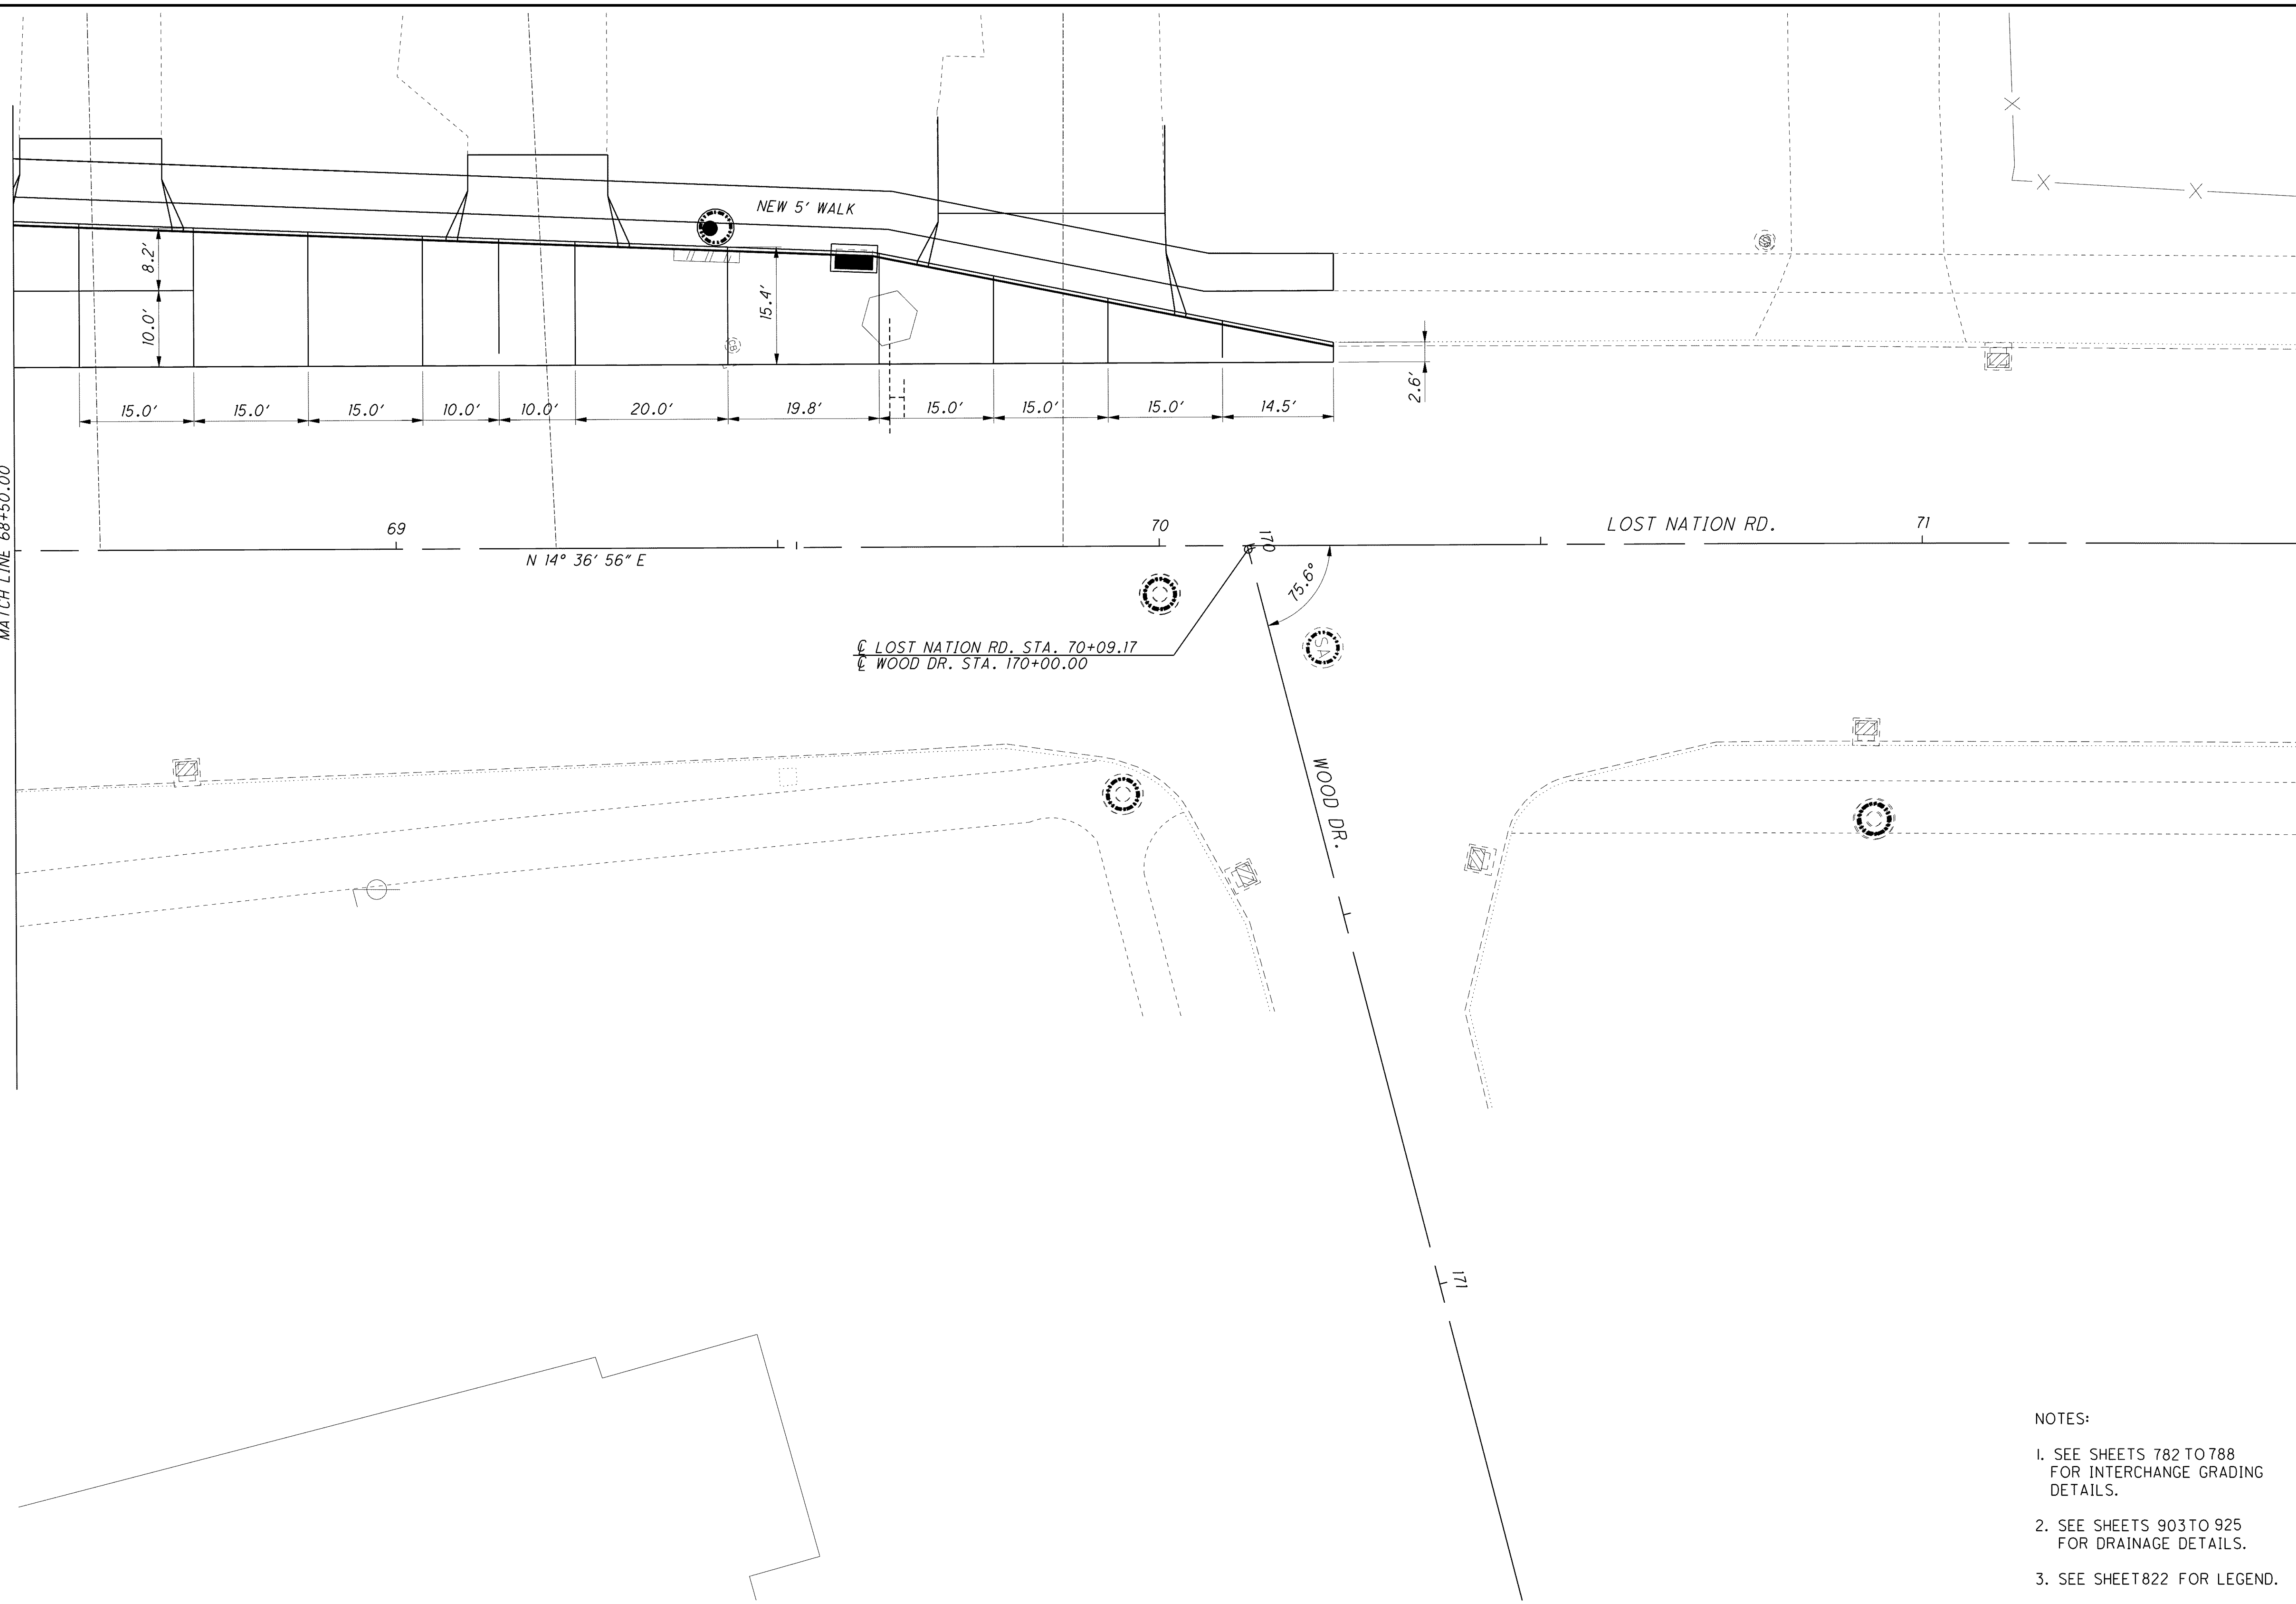 NEW 5' WALK
8.2'
10.0'
15.4'
CB
2.6'
15.0'
15.0'
15.0'
10.0'
10.0'
20.0'
19.8'
15.0'
15.0'
15.0'
14.5'
MATCH LINE 68+50.00
69
70
170
LOST NATION RD.
71
N 14° 36' 56" E
75.6°
℄ LOST NATION RD. STA. 70+09.17
℄ WOOD DR. STA. 170+00.00
SA
WOOD DR.
171
NOTES:
1. SEE SHEETS 782 TO 788
FOR INTERCHANGE GRADING
DETAILS.
2. SEE SHEETS 903 TO 925
FOR DRAINAGE DETAILS.
3. SEE SHEET 822 FOR LEGEND.